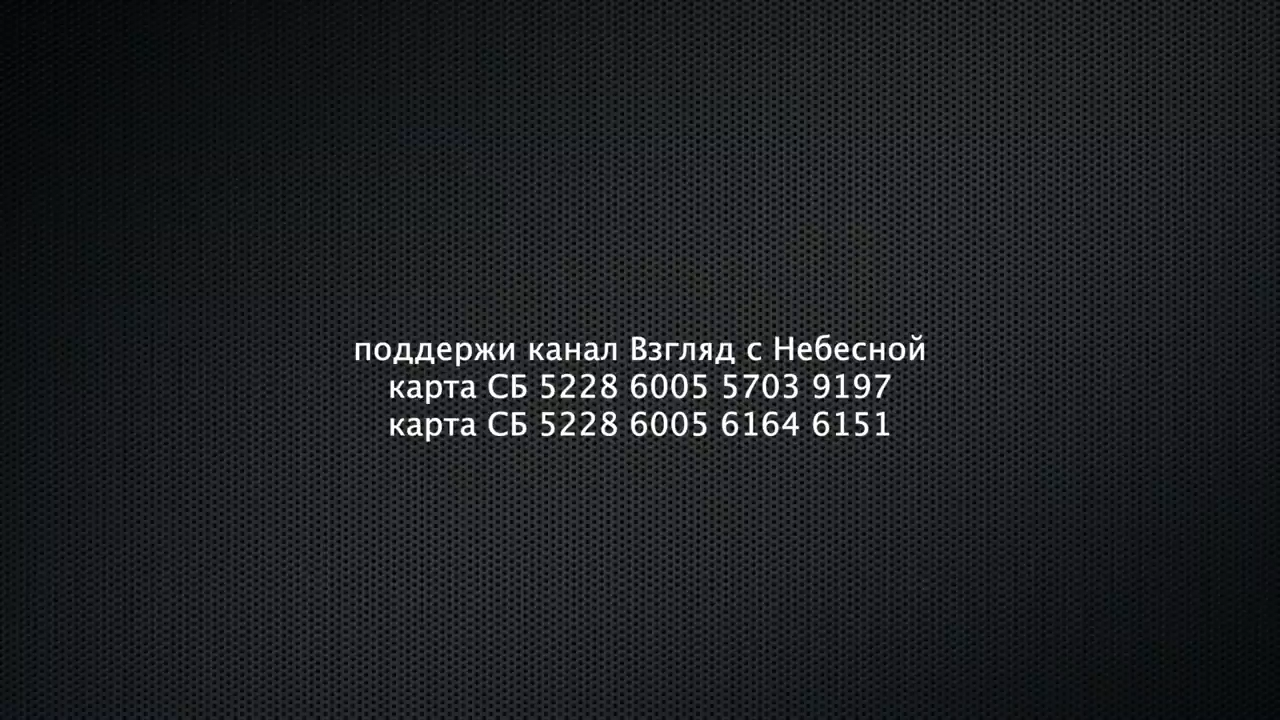 поддержи канал Взгляд с Небесной
карта СБ 5228 6005 5703 9197
карта СБ 5228 6005 6164 6151